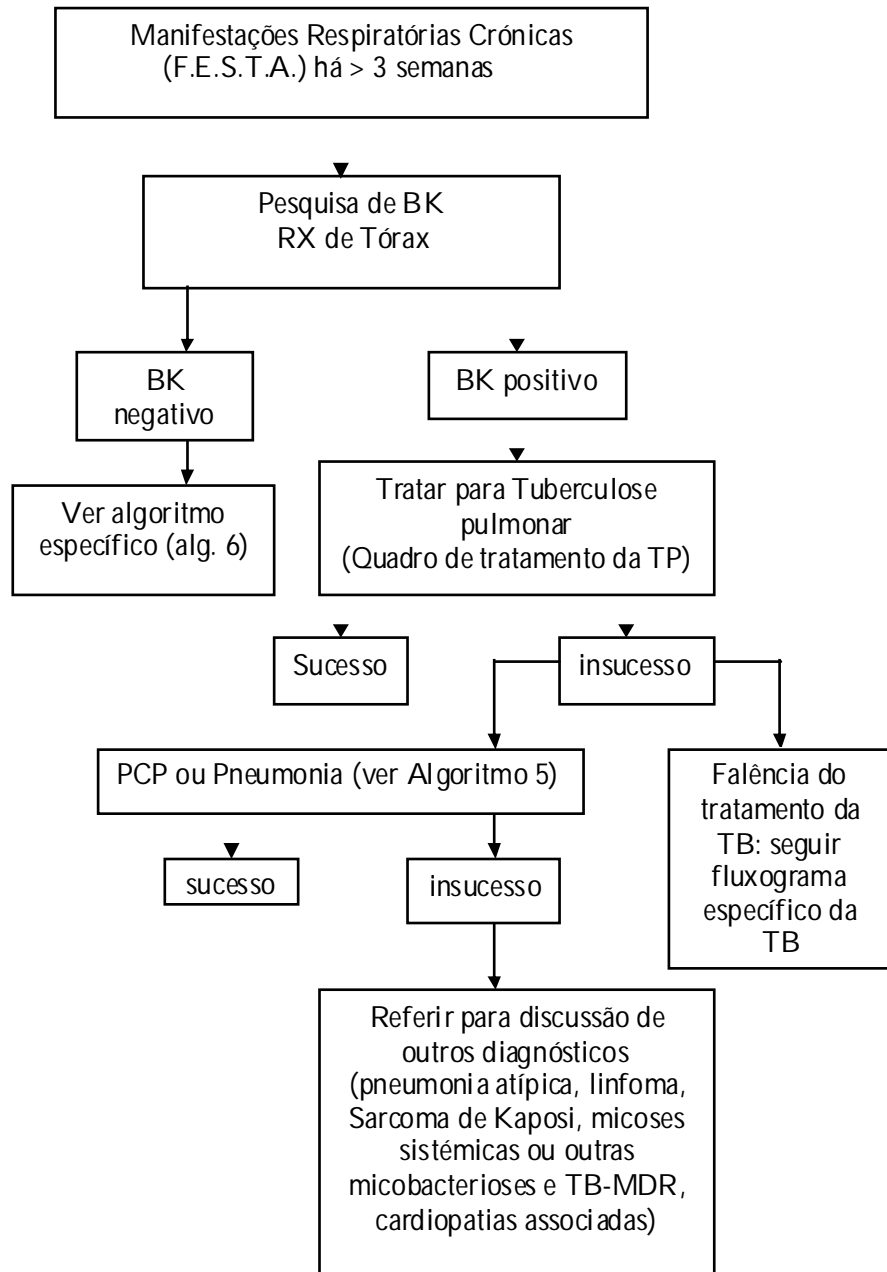 Manifestações Respiratórias Crónicas
(F.E.S.T.A.) há > 3 semanas
Pesquisa de BK
RX de Tórax
BK
negativo
BK positivo
Ver algoritmo
específico (alg. 6)
Tratar para Tuberculose
pulmonar
(Quadro de tratamento da TP)
Sucesso
insucesso
PCP ou Pneumonia (ver Algoritmo 5)
Falência do
tratamento da
TB: seguir
fluxograma
específico da
TB
sucesso
insucesso
Referir para discussão de
outros diagnósticos
(pneumonia atípica, linfoma,
Sarcoma de Kaposi, micoses
sistémicas ou outras
micobacterioses e TB-MDR,
cardiopatias associadas)